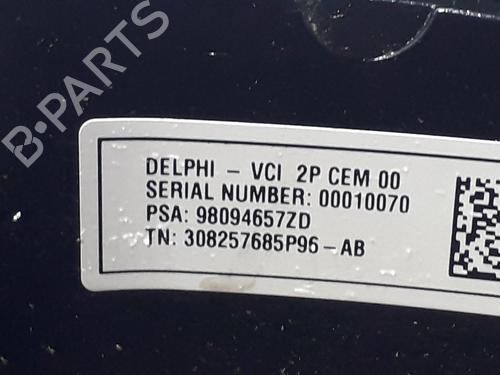 B-PARTS
DELPHI - VCI 2P CEM 00
SERIAL NUMBER: 00010070
PSA: 98094657ZD
TN: 308257685P96-AB